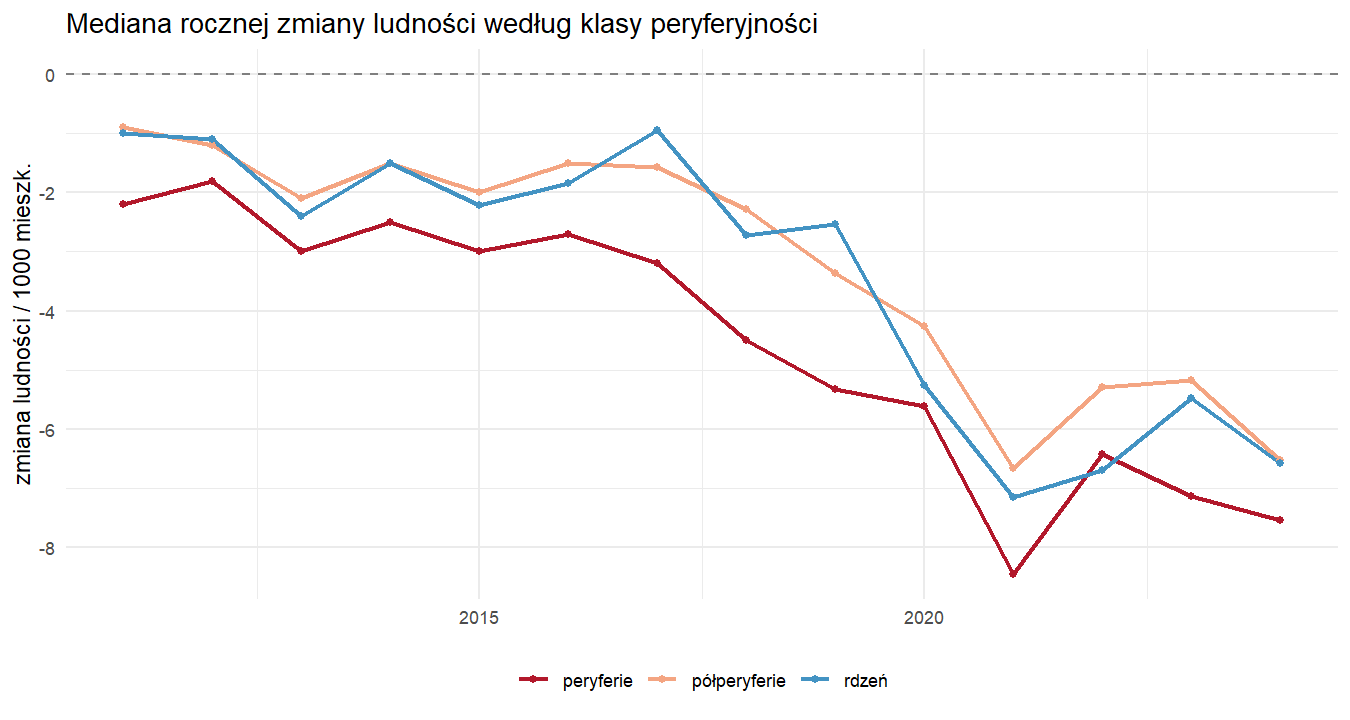 Mediana rocznej zmiany ludności według klasy peryferyjności
zmiana ludności / 1000 mieszk.
0
-2
-4
-6
-8
2015 2020
peryferie półperyferie rdzeń